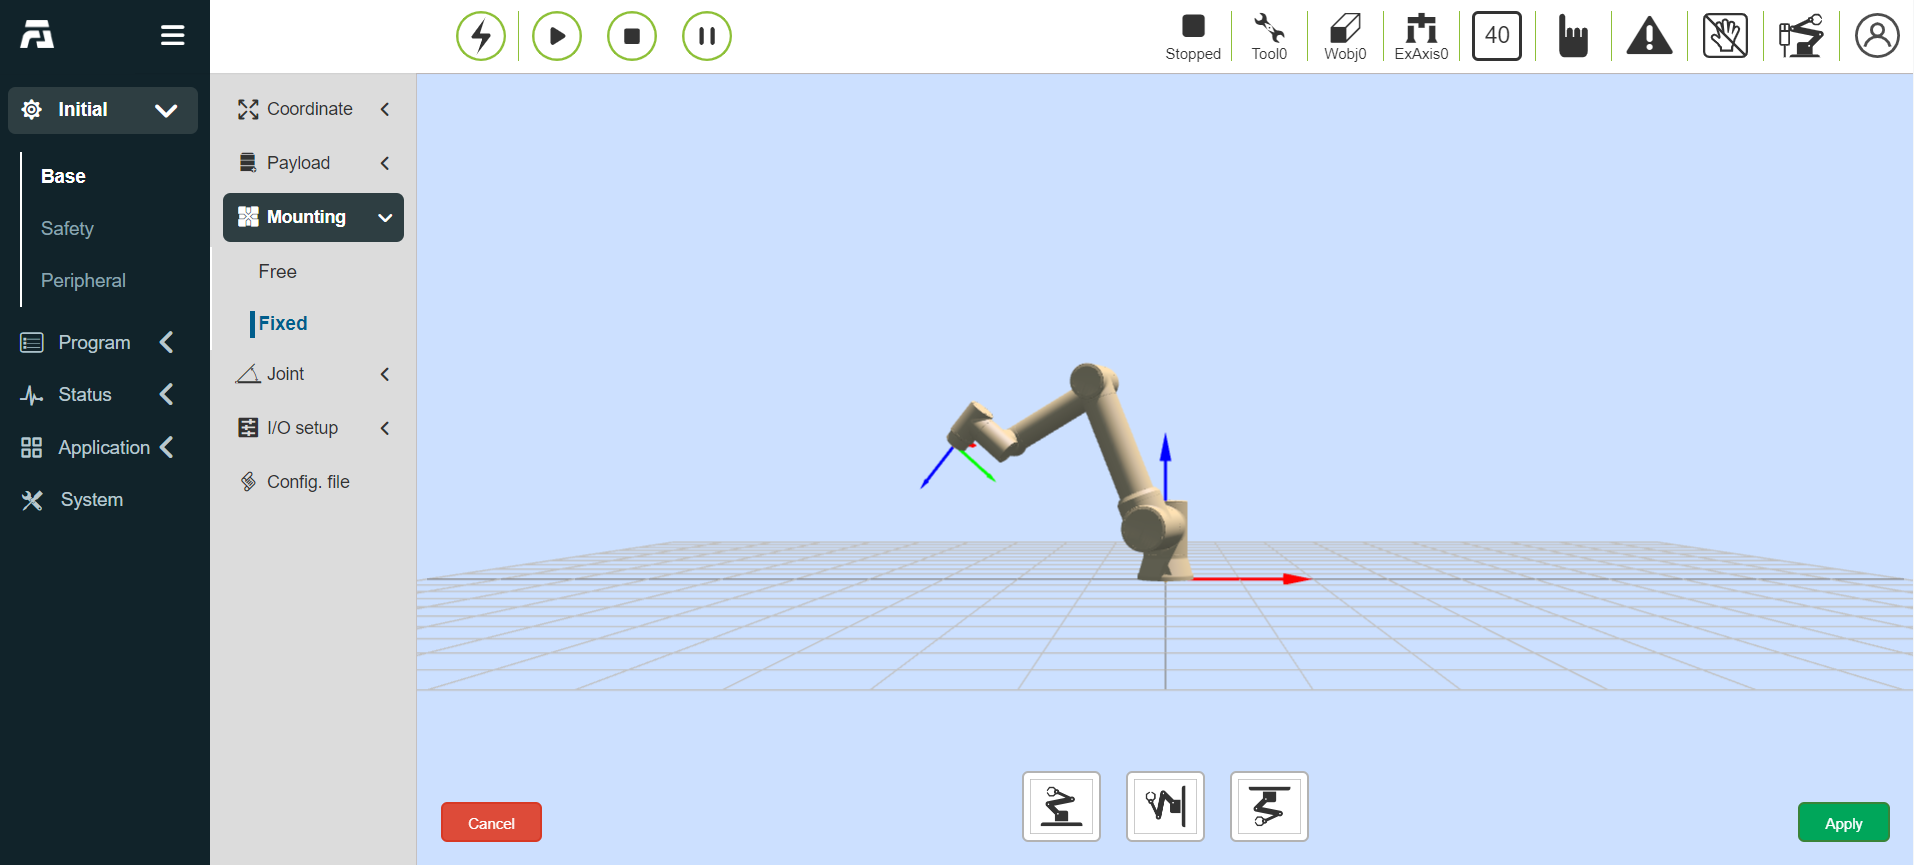 Stopped
Tool0
Wobj0
ExAxis0
40
Initial
Base
Safety
Peripheral
Program
Status
Application
System
Coordinate
Payload
Mounting
Free
Fixed
Joint
I/O setup
Config. file
Cancel
Apply